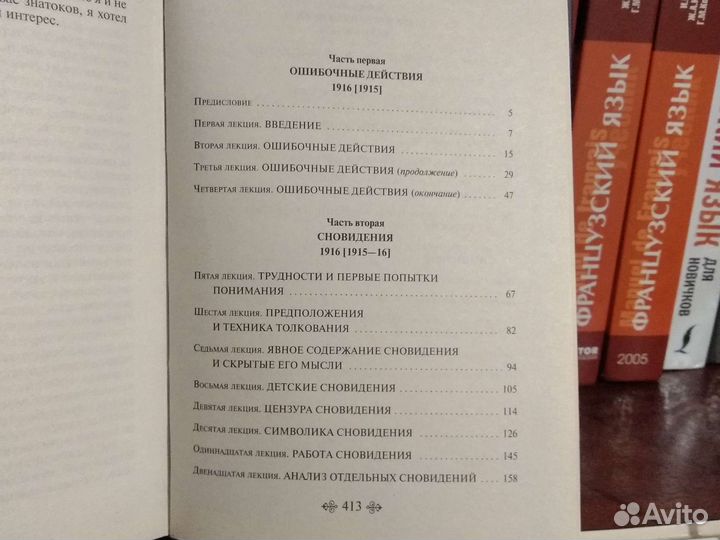 вас знатоков, я хотел
интерес.
Часть первая
ОШИБОЧНЫЕ ДЕЙСТВИЯ
1916 [1915]
Предисловие 5
Первая лекция. ВВЕДЕНИЕ 7
Вторая лекция. ОШИБОЧНЫЕ ДЕЙСТВИЯ 15
Третья лекция. ОШИБОЧНЫЕ ДЕЙСТВИЯ (продолжение) 29
Четвертая лекция. ОШИБОЧНЫЕ ДЕЙСТВИЯ (окончание) 47
Часть вторая
СНОВИДЕНИЯ
1916 [1915—16]
Пятая лекция. ТРУДНОСТИ И ПЕРВЫЕ ПОПЫТКИ
ПОНИМАНИЯ 67
Шестая лекция. ПРЕДПОЛОЖЕНИЯ
И ТЕХНИКА ТОЛКОВАНИЯ 82
Седьмая лекция. ЯВНОЕ СОДЕРЖАНИЕ СНОВИДЕНИЯ
И СКРЫТЫЕ ЕГО МЫСЛИ 94
Восьмая лекция. ДЕТСКИЕ СНОВИДЕНИЯ 105
Девятая лекция. ЦЕНЗУРА СНОВИДЕНИЯ 114
Десятая лекция. СИМВОЛИКА СНОВИДЕНИЯ 126
Одиннадцатая лекция. РАБОТА СНОВИДЕНИЯ 145
Двенадцатая лекция. АНАЛИЗ ОТДЕЛЬНЫХ СНОВИДЕНИЙ 158
413
ФРАНЦУЗСКИЙ ЯЗЫК
Manuel de Français
ФРАНЦУЗСКИЙ ЯЗЫК
2005
ЯЗЫК
ДЛЯ
НОВИЧКОВ
Avito